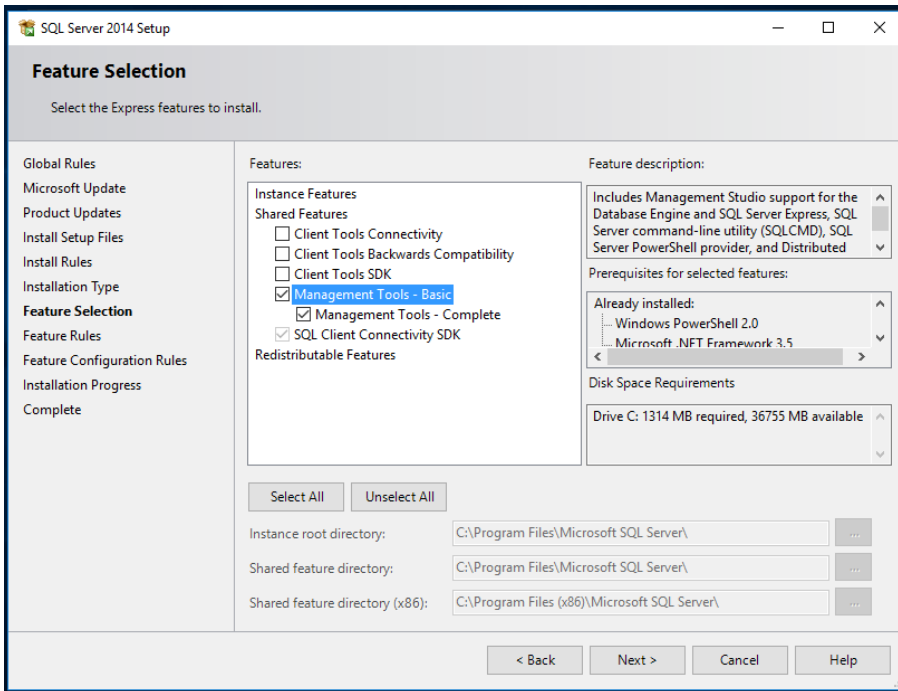 SQL Server 2014 Setup
Feature Selection
Select the Express features to install.
Global Rules
Microsoft Update
Product Updates
Install Setup Files
Install Rules
Installation Type
Feature Selection
Feature Rules
Feature Configuration Rules
Installation Progress
Complete
Features:
Instance Features
Shared Features
Client Tools Connectivity
Client Tools Backwards Compatibility
Client Tools SDK
Management Tools - Basic
Management Tools - Complete
SQL Client Connectivity SDK
Redistributable Features
Feature description:
Includes Management Studio support for the
Database Engine and SQL Server Express, SQL
Server command-line utility (SQLCMD), SQL
Server PowerShell provider, and Distributed
Prerequisites for selected features:
Already installed:
Windows PowerShell 2.0
Microsoft .NET Framework 3.5
Disk Space Requirements
Drive C: 1314 MB required, 36755 MB available
Select All
Unselect All
Instance root directory:
C:\Program Files\Microsoft SQL Server\
...
Shared feature directory:
C:\Program Files\Microsoft SQL Server\
...
Shared feature directory (x86):
C:\Program Files (x86)\Microsoft SQL Server\
...
< Back
Next >
Cancel
Help